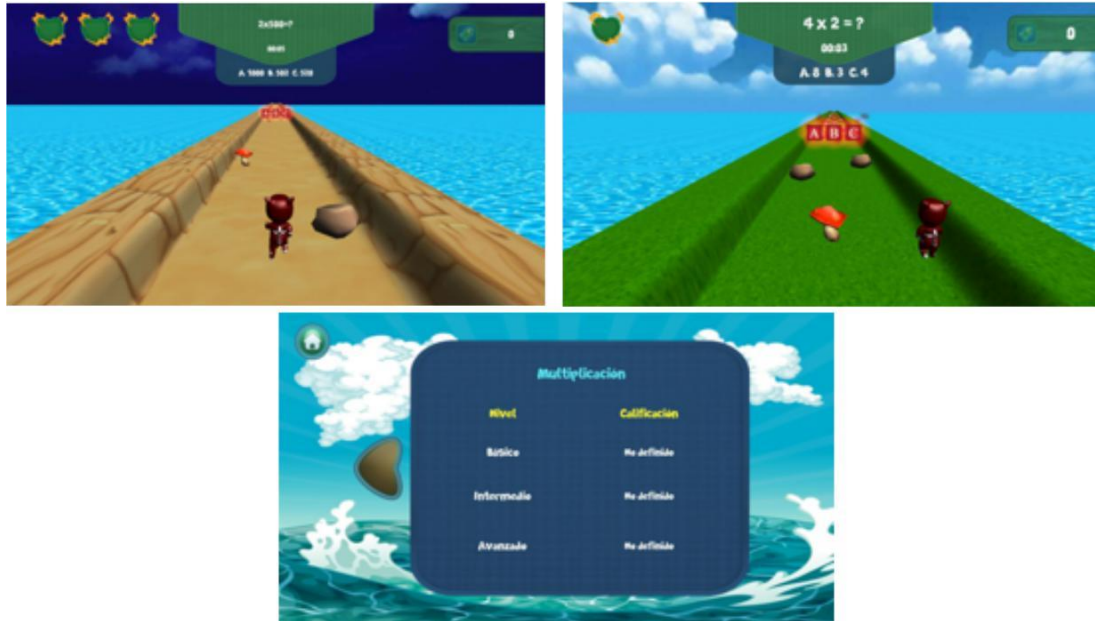 2x500=?
0
A. 1000 B. 500 C. 510
4 x 2 = ?
00:03
0
A. 8 B. 3 C. 4
A B C
Multiplicación
Nivel Calificación
Básico No definido
Intermedio No definido
Avanzado No definido